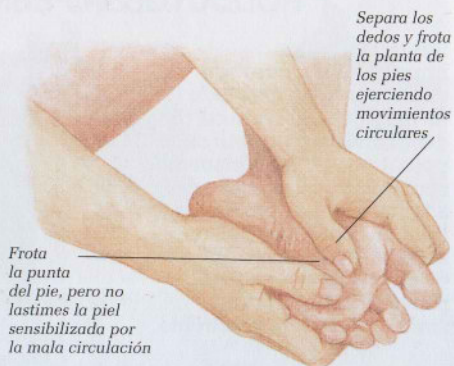 Separa los
dedos y frota
la planta de
los pies
ejerciendo
movimientos
circulares
Frota
la punta
del pie, pero no
lastimes la piel
sensibilizada por
la mala circulación